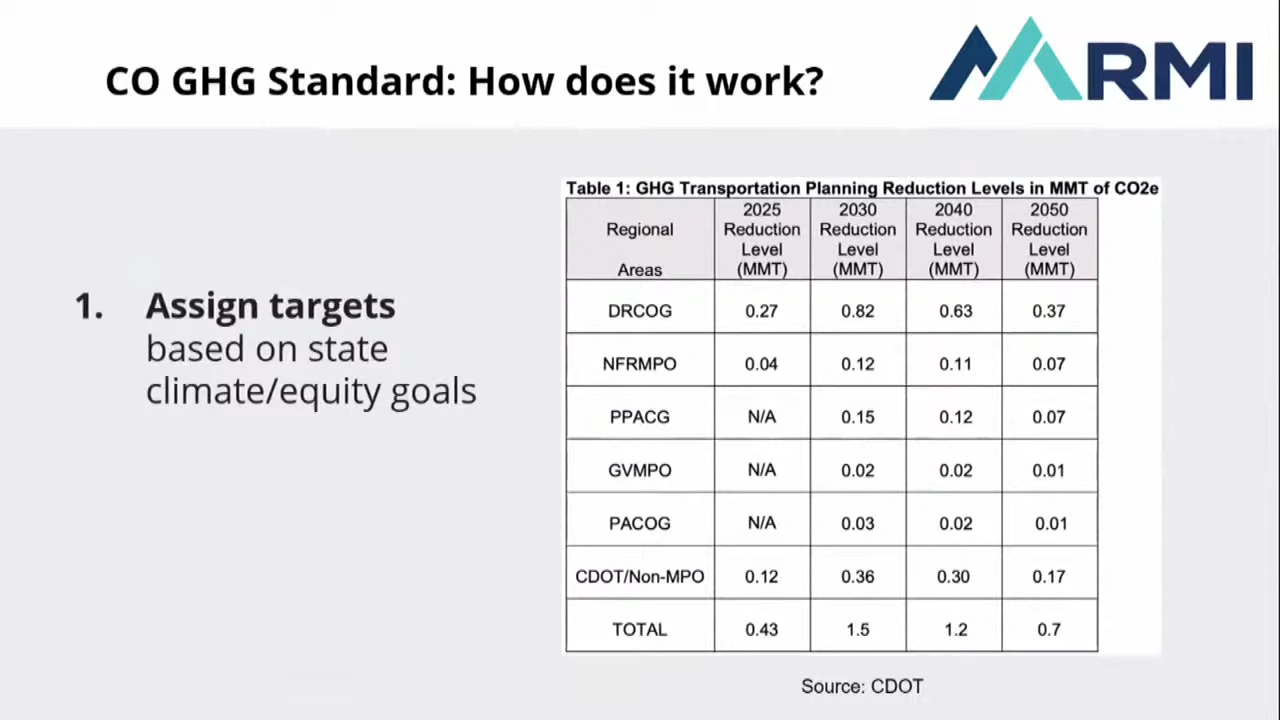 CO GHG Standard: How does it work?
RMI
1. Assign targets
based on state
climate/equity goals
Table 1: GHG Transportation Planning Reduction Levels in MMT of CO2e
Regional Areas
2025 Reduction Level (MMT)
2030 Reduction Level (MMT)
2040 Reduction Level (MMT)
2050 Reduction Level (MMT)
DRCOG 0.27 0.82 0.63 0.37
NFRMPO 0.04 0.12 0.11 0.07
PPACG N/A 0.15 0.12 0.07
GVMPO N/A 0.02 0.02 0.01
PACOG N/A 0.03 0.02 0.01
CDOT/Non-MPO 0.12 0.36 0.30 0.17
TOTAL 0.43 1.5 1.2 0.7
Source: CDOT